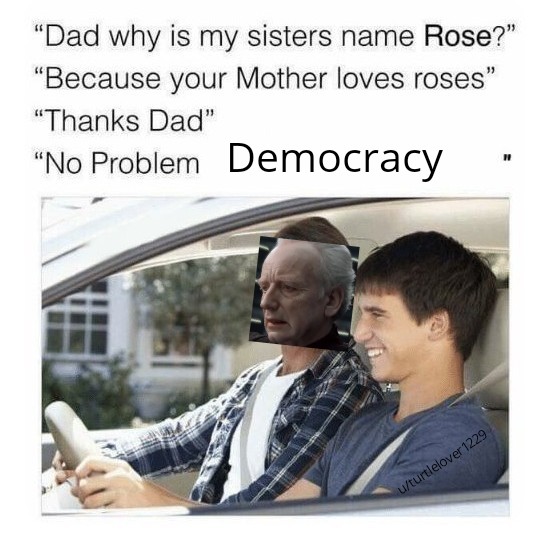 “Dad why is my sisters name Rose?”
“Because your Mother loves roses”
“Thanks Dad”
“No Problem Democracy "
u/turtlelover1229